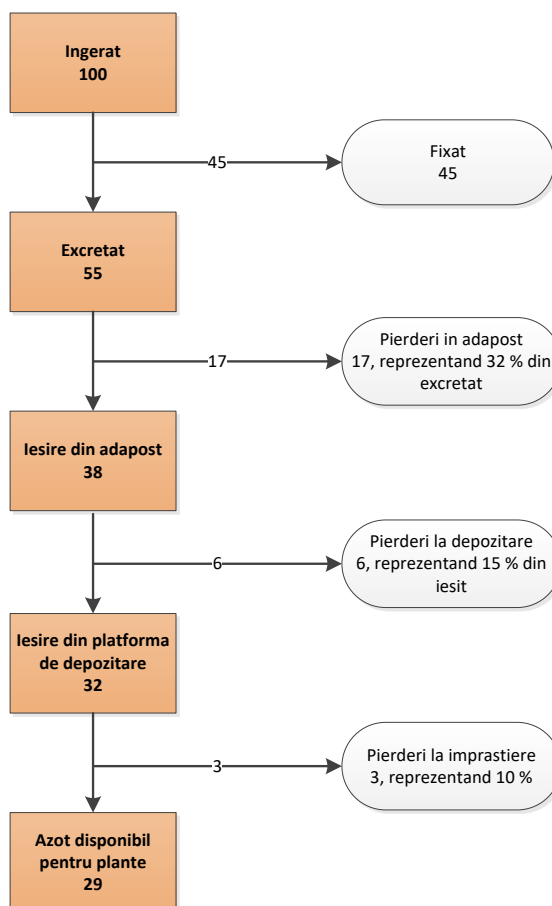 Ingerat
100
45
Fixat
45
Excretat
55
17
Pierderi in adapost
17, reprezentand 32 % din
excretat
Iesire din adapost
38
6
Pierderi la depozitare
6, reprezentand 15 % din
iesit
Iesire din platforma
de depozitare
32
3
Pierderi la imprastiere
3, reprezentand 10 %
Azot disponibil
pentru plante
29